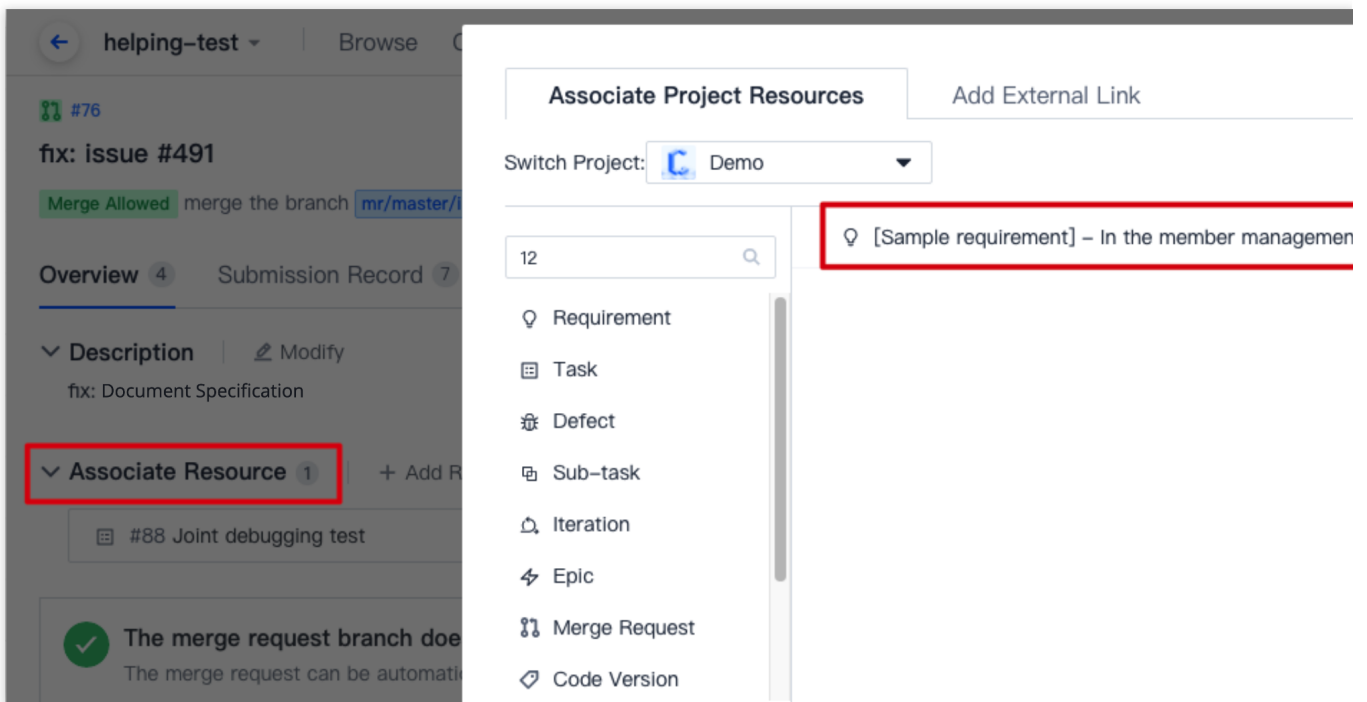 helping-test
Browse
#76
fix: issue #491
Merge Allowed merge the branch mr/master/i
Overview 4 Submission Record 7
Description Modify
fix: Document Specification
Associate Resource 1 + Add R
#88 Joint debugging test
The merge request branch doe
The merge request can be automatic
Associate Project Resources Add External Link
Switch Project: Demo
12
Requirement
Task
Defect
Sub-task
Iteration
Epic
Merge Request
Code Version
[Sample requirement] – In the member managemen